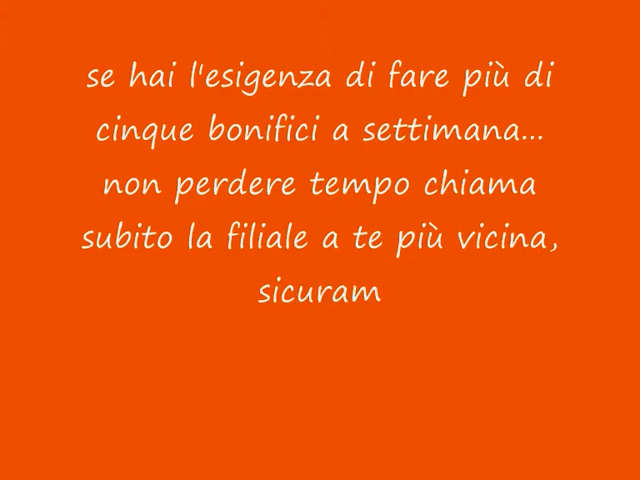 se hai l'esigenza di fare più di
cinque bonifici a settimana...
non perdere tempo chiama
subito la filiale a te più vicina,
sicuram